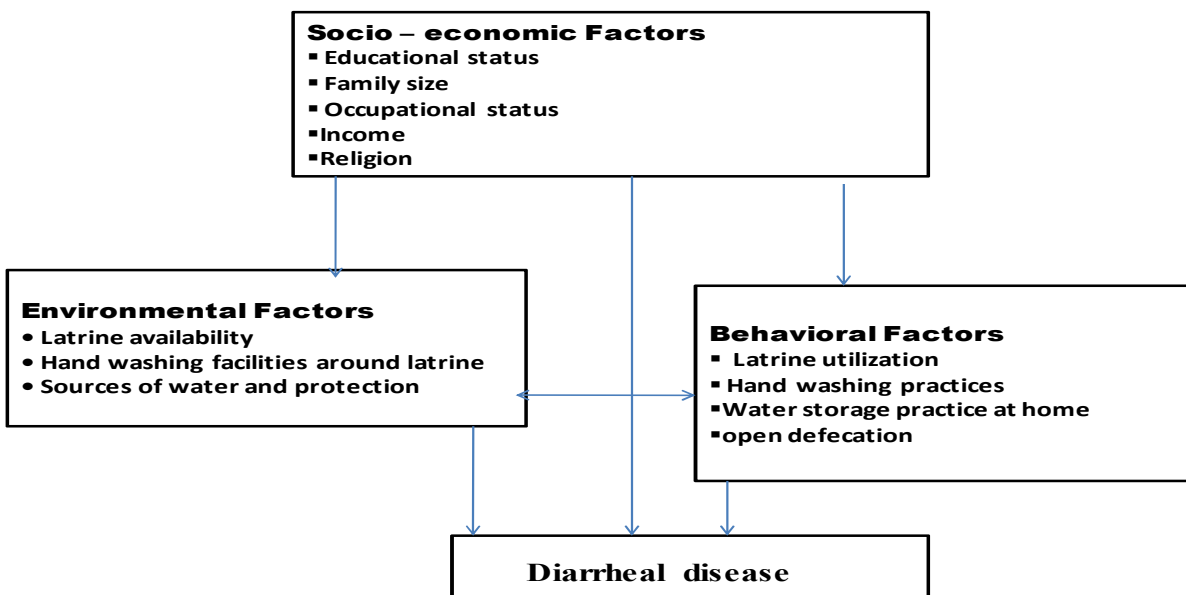 Socio – economic Factors
▪ Educational status
▪ Family size
▪ Occupational status
▪Income
▪Religion
Environmental Factors
• Latrine availability
• Hand washing facilities around latrine
• Sources of water and protection
Behavioral Factors
▪ Latrine utilization
▪ Hand washing practices
▪Water storage practice at home
▪open defecation
Diarrheal disease